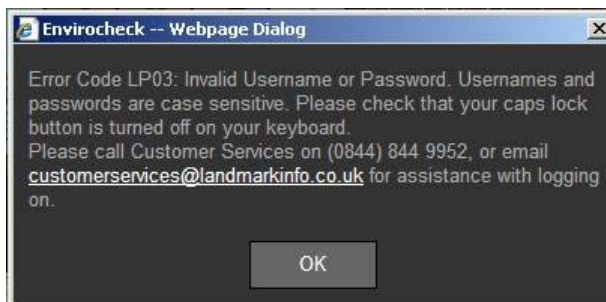 Envirocheck -- Webpage Dialog
Error Code LP03: Invalid Username or Password. Usernames and
passwords are case sensitive. Please check that your caps lock
button is turned off on your keyboard.
Please call Customer Services on (0844) 844 9952, or email
customerservices@landmarkinfo.co.uk for assistance with logging
on.
OK